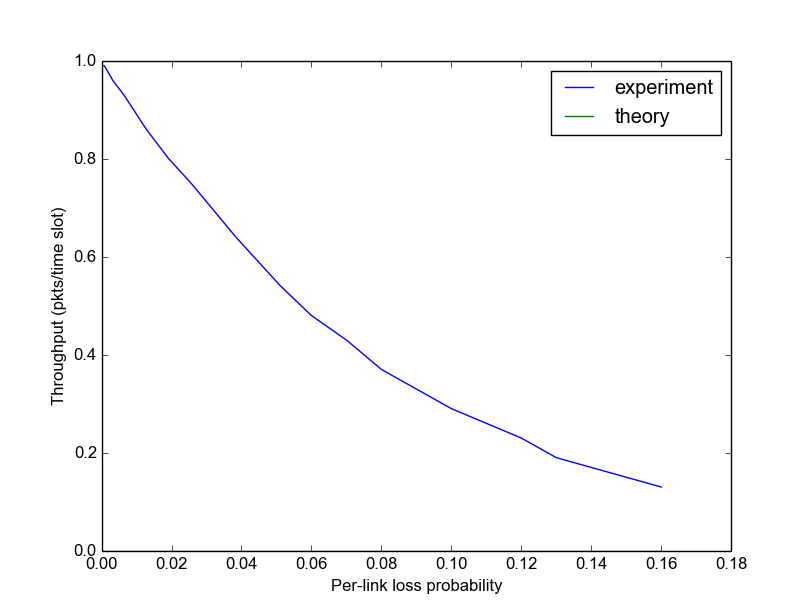 experiment
theory
1.0
0.8
0.6
0.4
0.2
0.0
Throughput (pkts/time slot)
0.00 0.02 0.04 0.06 0.08 0.10 0.12 0.14 0.16 0.18
Per-link loss probability